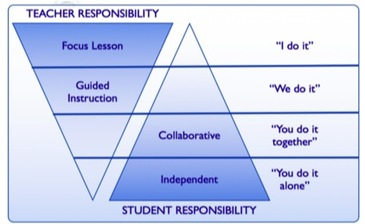 TEACHER RESPONSIBILITY
Focus Lesson
"I do it"
Guided
Instruction
"We do it"
Collaborative
"You do it
together"
Independent
"You do it
alone"
STUDENT RESPONSIBILITY